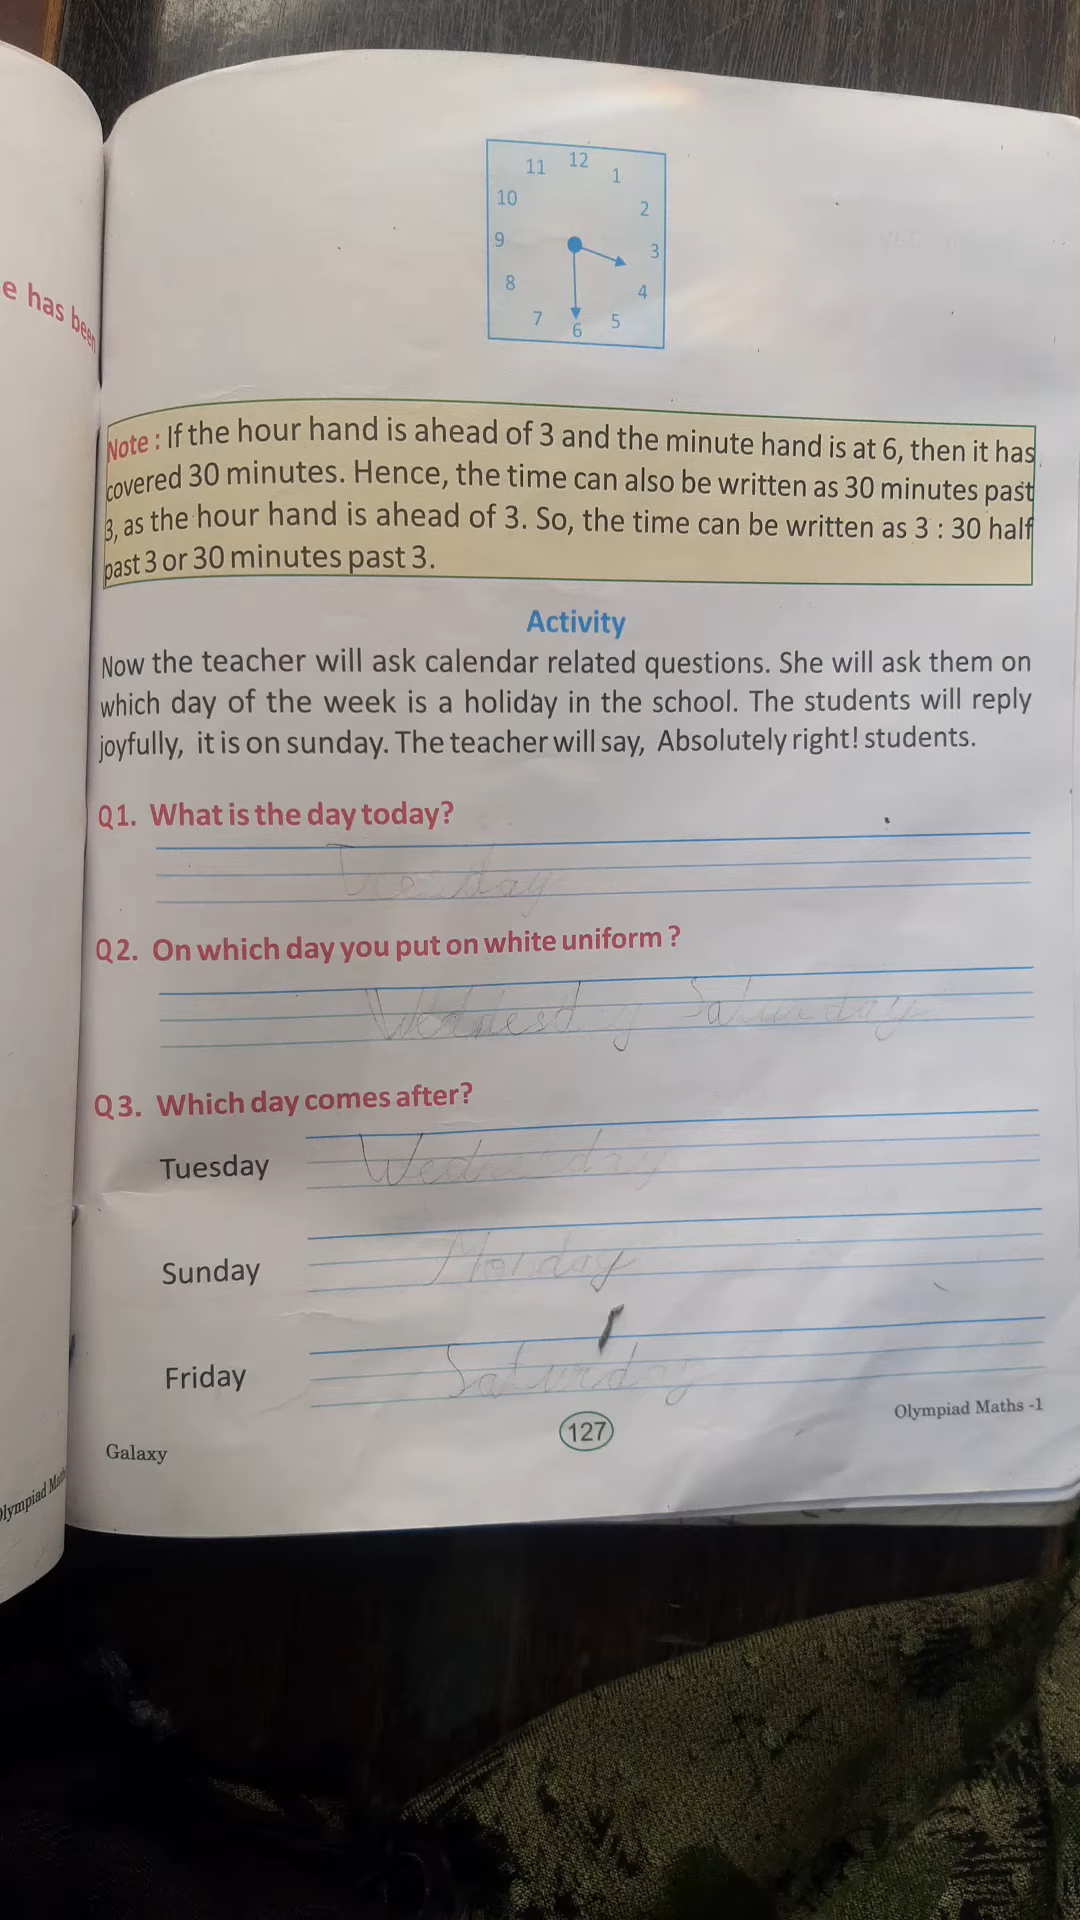 12
11
1
10
2
9
3
8
4
7
5
6
e has been
Note : If the hour hand is ahead of 3 and the minute hand is at 6, then it has
covered 30 minutes. Hence, the time can also be written as 30 minutes past
3, as the hour hand is ahead of 3. So, the time can be written as 3 : 30 half
past 3 or 30 minutes past 3.
Activity
Now the teacher will ask calendar related questions. She will ask them on
which day of the week is a holiday in the school. The students will reply
joyfully, it is on sunday. The teacher will say, Absolutely right! students.
Q1. What is the day today?
Q2. On which day you put on white uniform ?
Saturday
Q3. Which day comes after?
Tuesday
Sunday Monday
Friday Saturday
Olympiad Maths -1
127
Galaxy